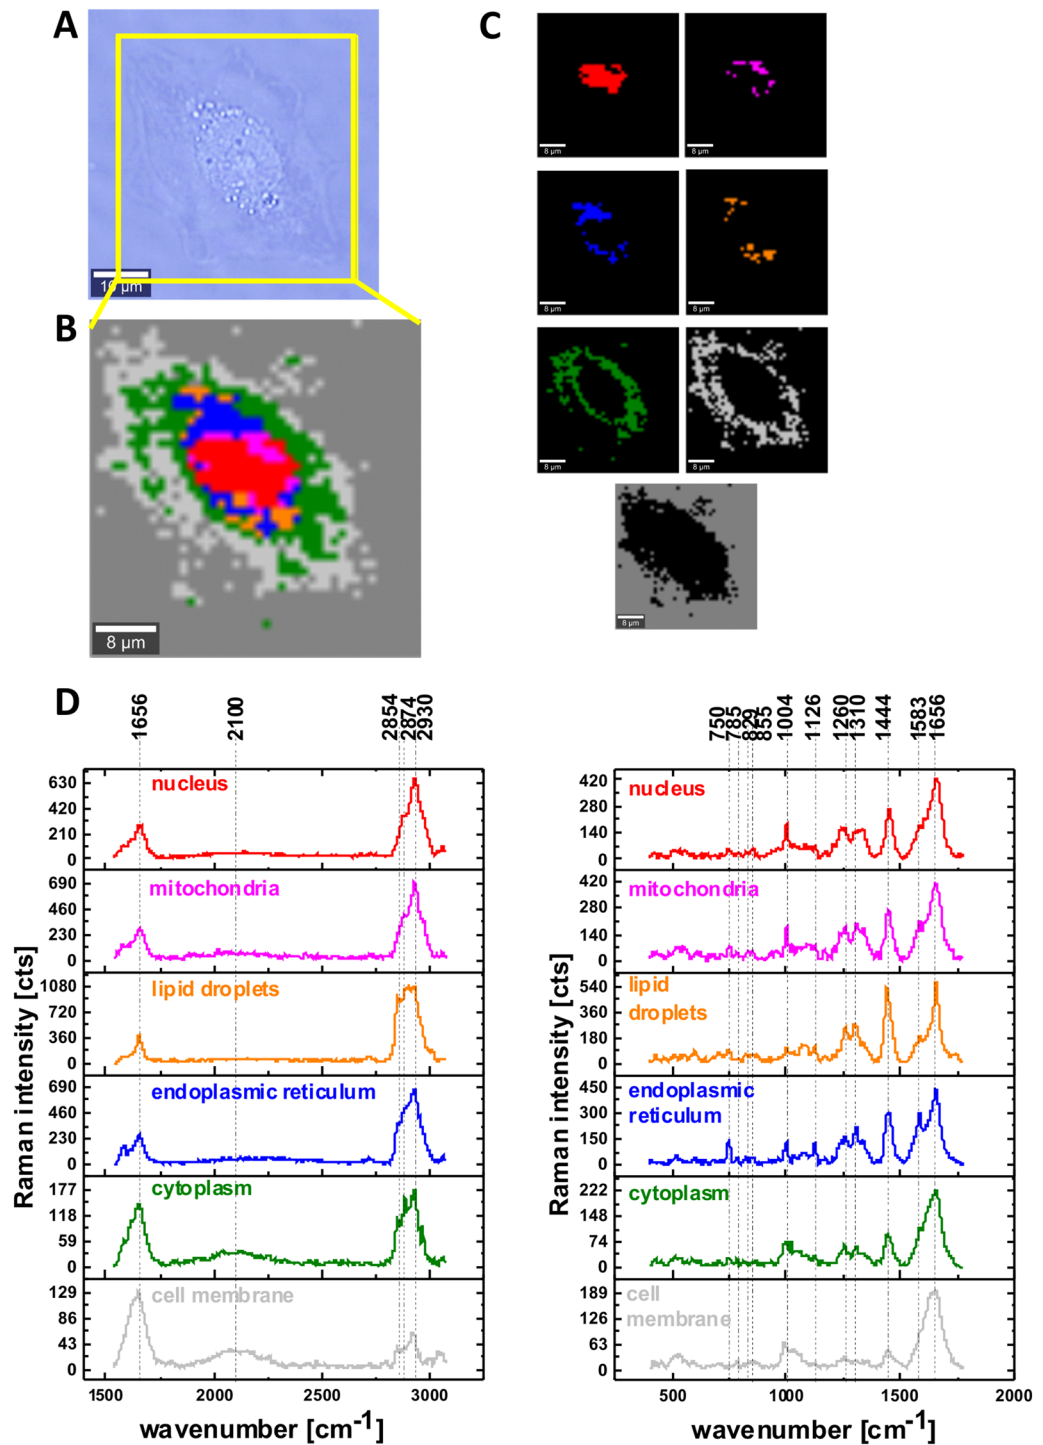 A
10 µm
B
8 µm
C
8 µm
8 µm
8 µm
8 µm
8 µm
8 µm
8 µm
D
1656
2100
2854
2874
2930
630
420
210
0
nucleus
690
460
230
0
mitochondria
1080
720
360
0
lipid droplets
690
460
230
0
endoplasmic reticulum
177
118
59
0
cytoplasm
129
86
43
0
cell membrane
1500
2000
2500
3000
wavenumber [cm-1]
Raman intensity [cts]
750
785
829
855
1004
1126
1260
1310
1444
1583
1656
420
280
140
0
nucleus
420
280
140
0
mitochondria
540
360
180
0
lipid
droplets
450
300
150
0
endoplasmic
reticulum
222
148
74
0
cytoplasm
189
126
63
0
cell
membrane
500
1000
1500
2000
wavenumber [cm-1]
Raman intensity [cts]